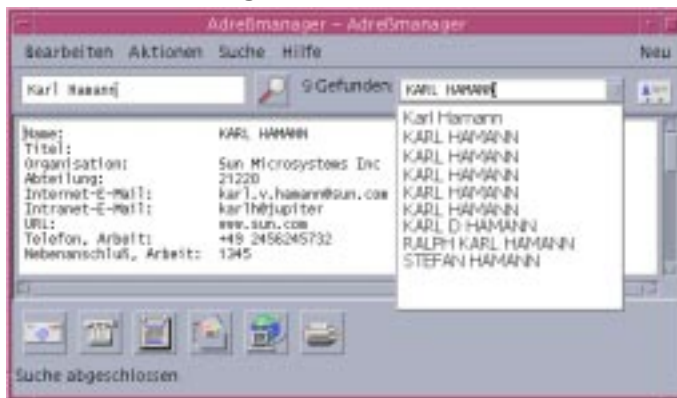 Adreßmanager – Adreßmanager
Bearbeiten Aktionen Suche Hilfe Neu
Karl Hamann 9 Gefunden: KARL HAMANN
Name: KARL HAMANN
Titel:
Organisation: Sun Microsystems Inc
Abteilung: 21220
Internet-E-Mail: karl.v.hamann@sun.com
Intranet-E-Mail: karlh@jupiter
URL: www.sun.com
Telefon, Arbeit: +49 2456245732
Nebenanschluß, Arbeit: 1345
Karl Hamann
KARL HAMANN
KARL HAMANN
KARL HAMANN
KARL HAMANN
KARL HAMANN
KARL D HAMANN
RALPH KARL HAMANN
STEFAN HAMANN
Suche abgeschlossen